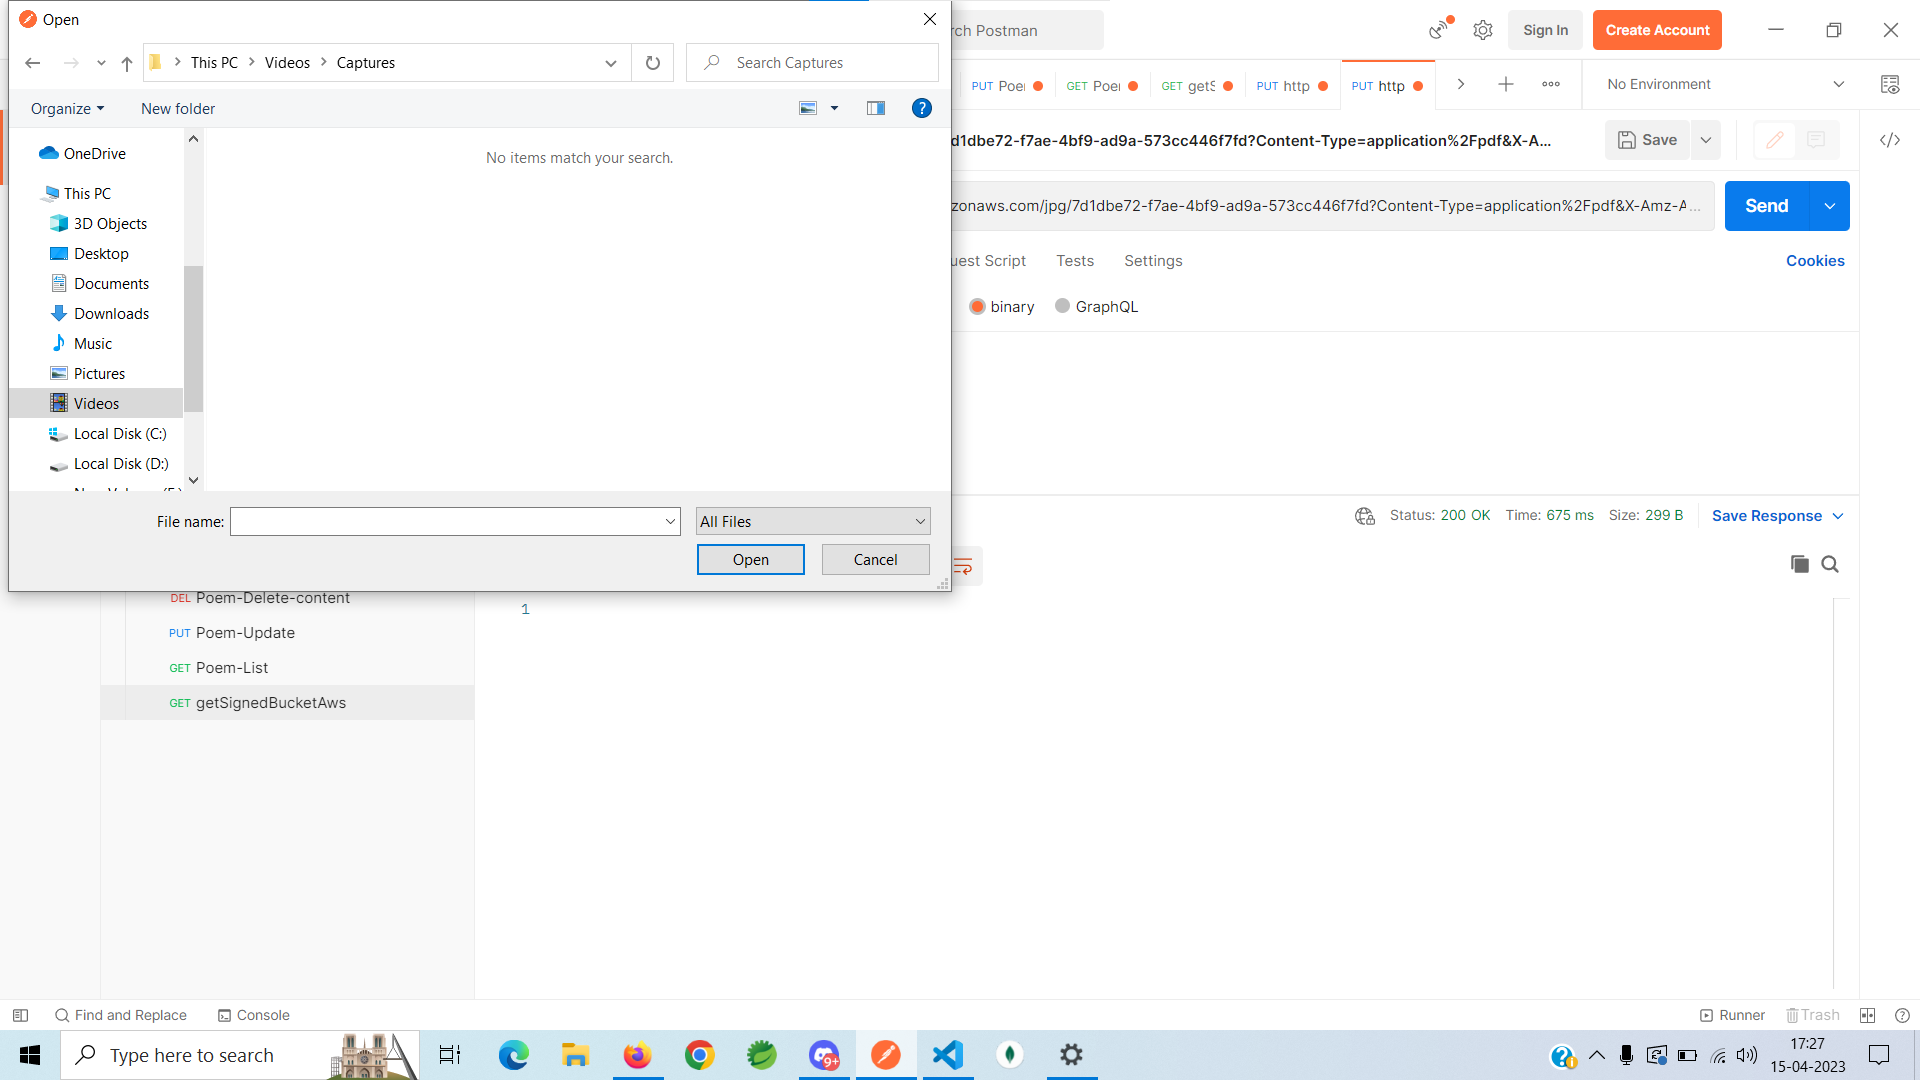 Open
This PC
Videos
Captures
Search Captures
Organize
New folder
OneDrive
This PC
3D Objects
Desktop
Documents
Downloads
Music
Pictures
Videos
Local Disk (C:)
Local Disk (D:)
No items match your search.
File name:
All Files
Open
Cancel
rch Postman
Sign In
Create Account
PUT Poer
GET Poer
GET getS
PUT http
PUT http
No Environment
d1dbe72-f7ae-4bf9-ad9a-573cc446f7fd?Content-Type=application%2Fpdf&X-A...
Save
zonaws.com/jpg/7d1dbe72-f7ae-4bf9-ad9a-573cc446f7fd?Content-Type=application%2Fpdf&X-Amz-A...
Send
uest Script
Tests
Settings
Cookies
binary
GraphQL
Status: 200 OK
Time: 675 ms
Size: 299 B
Save Response
1
DEL Poem-Delete-content
PUT Poem-Update
GET Poem-List
GET getSignedBucketAws
Find and Replace
Console
Runner
Trash
Type here to search
9+
17:27
15-04-2023